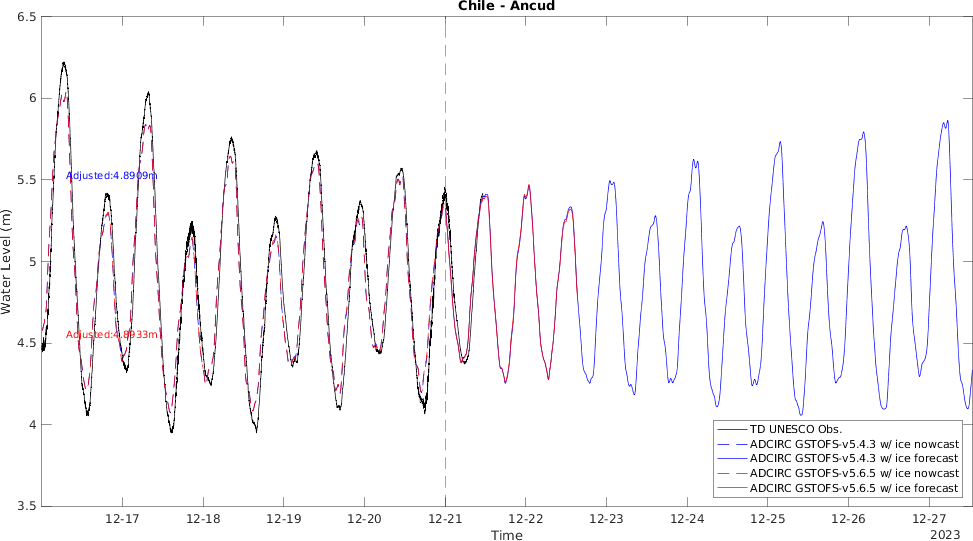 Chile - Ancud
6.5
6
5.5
5
4.5
4
3.5
Water Level (m)
Adjusted:4.8909m
Adjusted:4.8933m
TD UNESCO Obs.
ADCIRC GSTOFS-v5.4.3 w/ ice nowcast
ADCIRC GSTOFS-v5.4.3 w/ ice forecast
ADCIRC GSTOFS-v5.6.5 w/ ice nowcast
ADCIRC GSTOFS-v5.6.5 w/ ice forecast
12-17 12-18 12-19 12-20 12-21 12-22 12-23 12-24 12-25 12-26 12-27
2023
Time